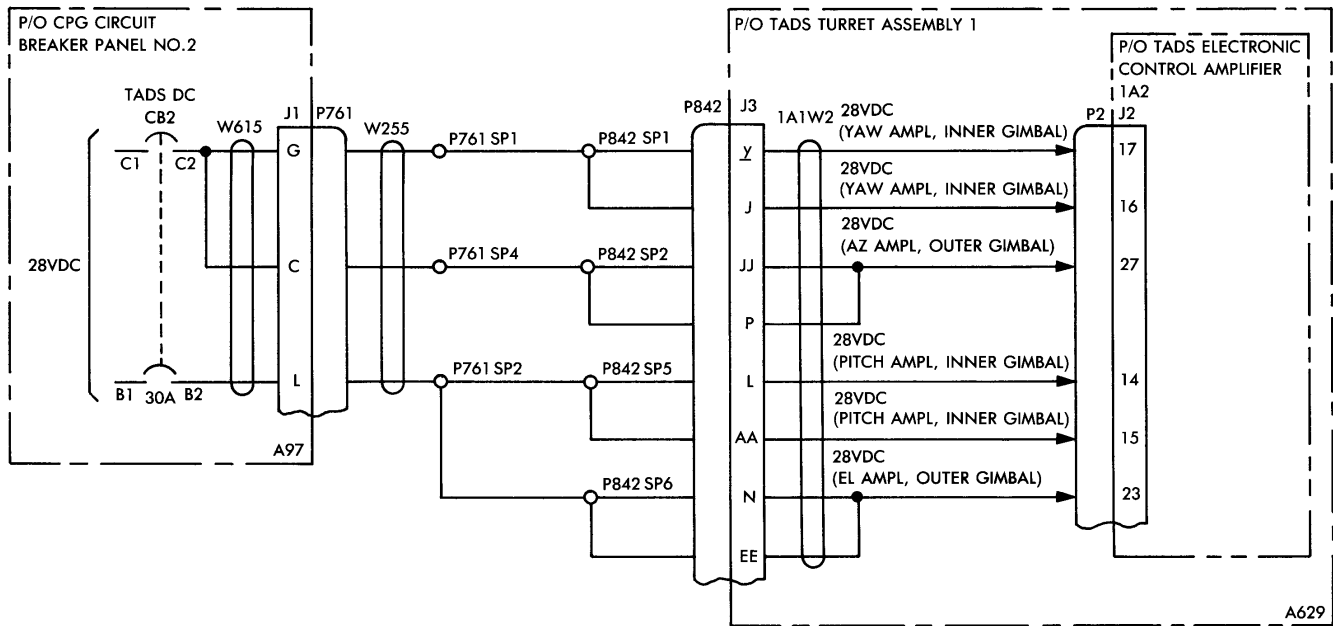 P/O CPG CIRCUIT
BREAKER PANEL NO.2
TADS DC
CB2
C1
C2
28VDC
B1
30A
B2
W615
J1
P761
G
C
L
A97
W255
P761 SP1
P842 SP1
P761 SP4
P842 SP2
P761 SP2
P842 SP5
P842 SP6
P/O TADS TURRET ASSEMBLY 1
P842
J3
y
J
JJ
P
L
AA
N
EE
1A1W2
28VDC
(YAW AMPL, INNER GIMBAL)
28VDC
(YAW AMPL, INNER GIMBAL)
28VDC
(AZ AMPL, OUTER GIMBAL)
28VDC
(PITCH AMPL, INNER GIMBAL)
28VDC
(PITCH AMPL, INNER GIMBAL)
28VDC
(EL AMPL, OUTER GIMBAL)
P/O TADS ELECTRONIC
CONTROL AMPLIFIER
1A2
P2
J2
17
16
27
14
15
23
A629